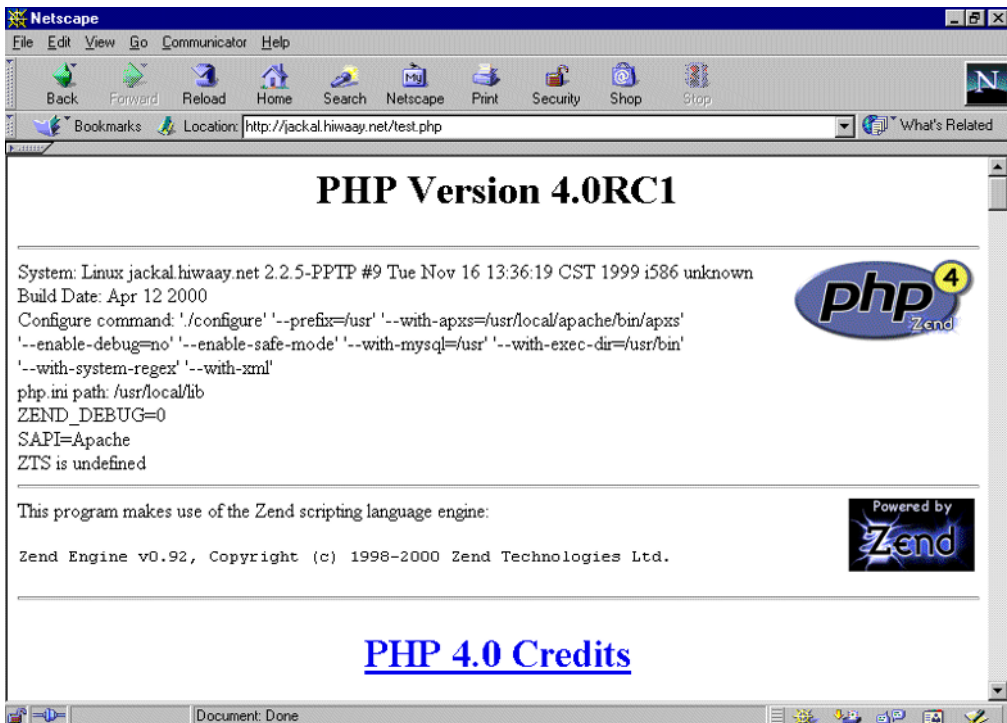 Netscape
File Edit View Go Communicator Help
My
Back Forward Reload Home Search Netscape Print Security Shop Stop
N
Bookmarks Location: http://jackal.hiwaay.net/test.php What's Related
PHP Version 4.0RC1
System: Linux jackal.hiwaay.net 2.2.5-PPTP #9 Tue Nov 16 13:36:19 CST 1999 i586 unknown
Build Date: Apr 12 2000
Configure command: './configure' '--prefix=/usr' '--with-apxs=/usr/local/apache/bin/apxs'
'--enable-debug=no' '--enable-safe-mode' '--with-mysql=/usr' '--with-exec-dir=/usr/bin'
'--with-system-regex' '--with-xml'
php.ini path: /usr/local/lib
ZEND_DEBUG=0
SAPI=Apache
ZTS is undefined
php 4
Zend
This program makes use of the Zend scripting language engine:
Zend Engine v0.92, Copyright (c) 1998-2000 Zend Technologies Ltd.
Powered by
Zend
PHP 4.0 Credits
Document: Done